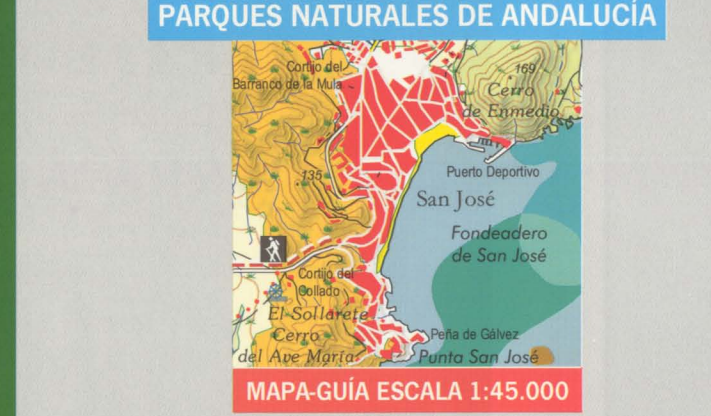 PARQUES NATURALES DE ANDALUCÍA
Cortijo del
Barranco de la Mula
169
Cerro
de Enmedio
135
Puerto Deportivo
San José
Fondeadero
de San José
Cortijo del
Collado
El Sollarete
Cerro
del Ave María
Peña de Gálvez
Punta San José
MAPA-GUÍA ESCALA 1:45.000